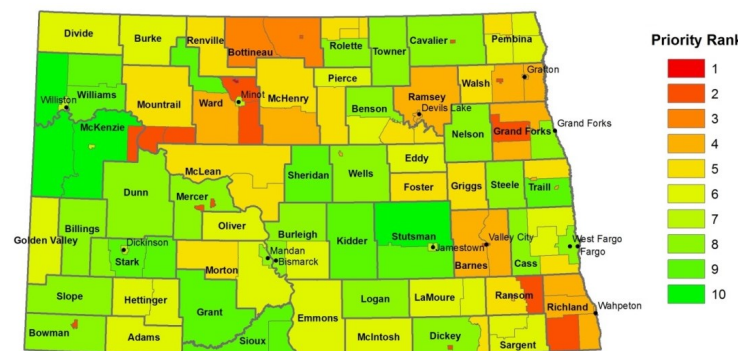 Divide
Burke
Renville
Bottineau
Rolette
Towner
Cavalier
Pembina
Priority Rank
Williams
Williston
Mountrail
Ward
Minot
McHenry
Pierce
Benson
Ramsey
Devils Lake
Walsh
Grafton
McKenzie
Nelson
Grand Forks
Grand Forks
McLean
Eddy
Dunn
Mercer
Sheridan
Wells
Foster
Griggs
Steele
Traill
Golden Valley
Billings
Oliver
Dickinson
Stark
Mandan
Bismarck
Burleigh
Kidder
Stutsman
Jamestown
Valley City
Barnes
Cass
West Fargo
Fargo
Morton
Slope
Hettinger
Grant
Emmons
Logan
LaMoure
Ransom
Richland
Wahpeton
Bowman
Adams
Sioux
McIntosh
Dickey
Sargent
1
2
3
4
5
6
7
8
9
10